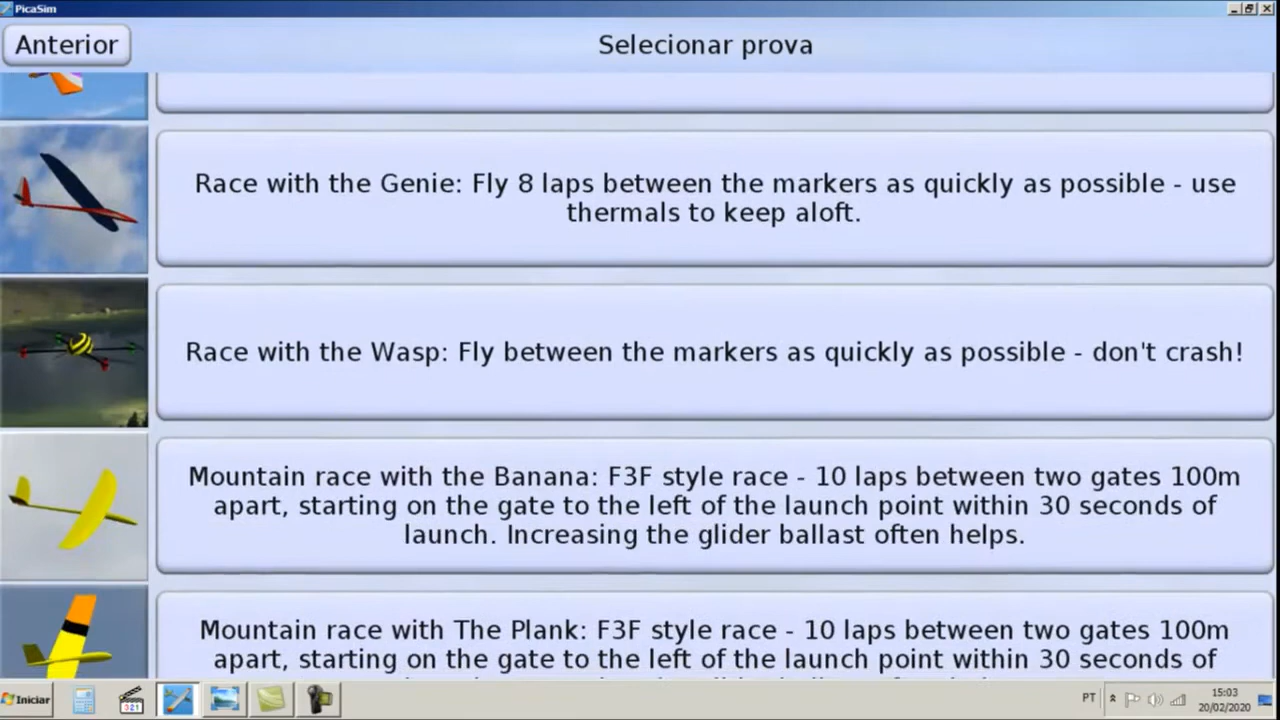 PicaSim
Anterior
Selecionar prova
Race with the Genie: Fly 8 laps between the markers as quickly as possible - use
thermals to keep aloft.
Race with the Wasp: Fly between the markers as quickly as possible - don't crash!
Mountain race with the Banana: F3F style race - 10 laps between two gates 100m
apart, starting on the gate to the left of the launch point within 30 seconds of
launch. Increasing the glider ballast often helps.
Mountain race with The Plank: F3F style race - 10 laps between two gates 100m
apart, starting on the gate to the left of the launch point within 30 seconds of
Iniciar
321
PT
15:03
20/02/2020